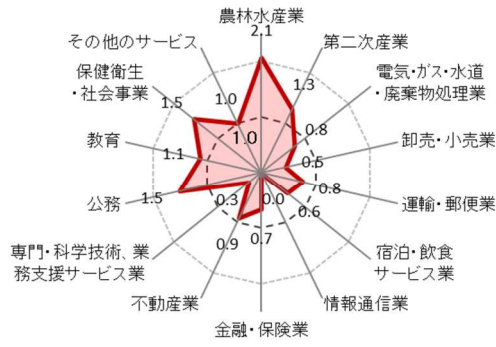 農林水産業
2.1
その他のサービス
第二次産業
保健衛生
・社会事業
電気・ガス・水道
・廃棄物処理業
1.5
1.0
1.3
0.8
1.0
教育
1.1
0.5
卸売・小売業
公務
1.5
0.8
運輸・郵便業
0.3
0.0
0.6
専門・科学技術、業
務支援サービス業
0.9
0.7
宿泊・飲食
サービス業
不動産業
情報通信業
金融・保険業